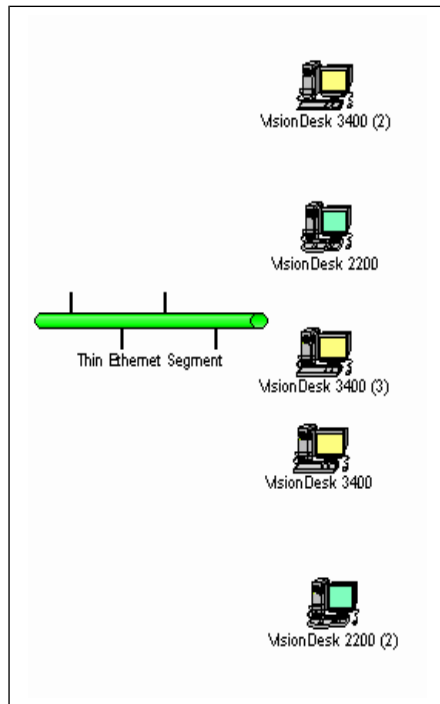 VisionDesk 3400 (2)
VisionDesk 2200
Thin Ethernet Segment
VisionDesk 3400 (3)
VisionDesk 3400
VisionDesk 2200 (2)